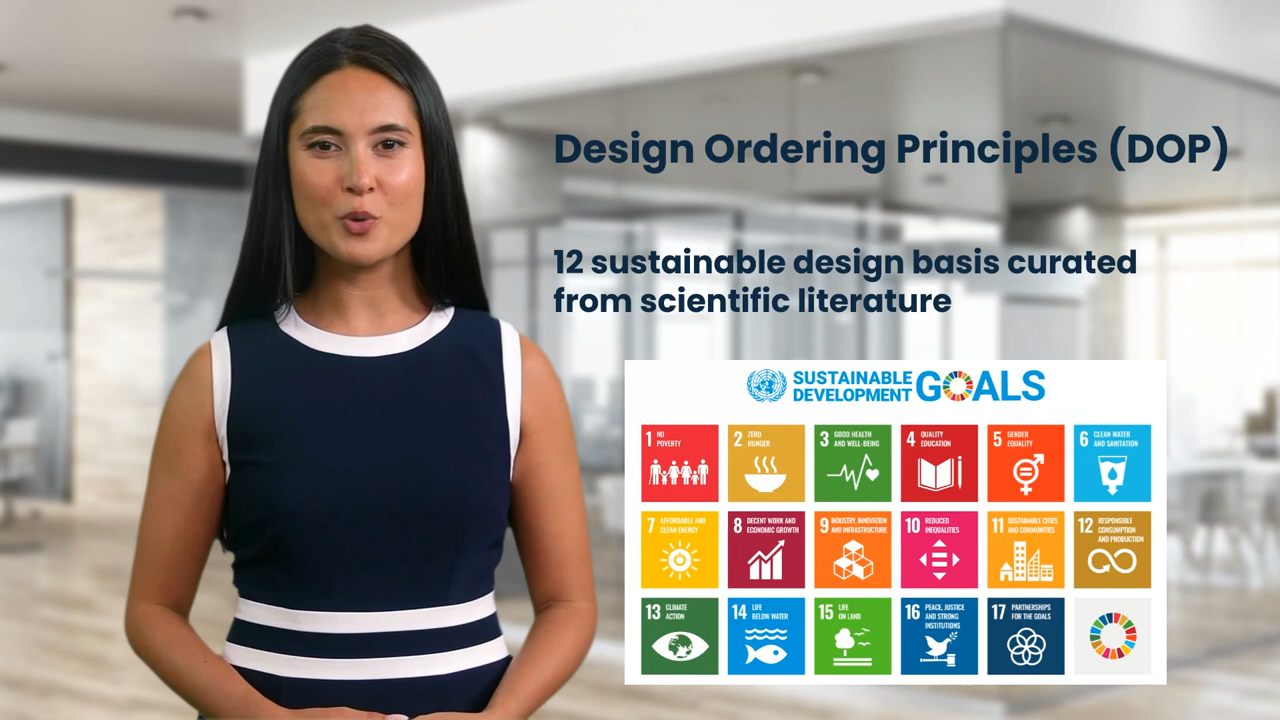 Design Ordering Principles (DOP)
12 sustainable design basis curated
from scientific literature
SUSTAINABLE
DEVELOPMENT GOALS
1 NO
POVERTY
2 ZERO
HUNGER
3 GOOD HEALTH
AND WELL-BEING
4 QUALITY
EDUCATION
5 GENDER
EQUALITY
6 CLEAN WATER
AND SANITATION
7 AFFORDABLE AND
CLEAN ENERGY
8 DECENT WORK AND
ECONOMIC GROWTH
9 INDUSTRY, INNOVATION
AND INFRASTRUCTURE
10 REDUCED
INEQUALITIES
11 SUSTAINABLE CITIES
AND COMMUNITIES
12 RESPONSIBLE
CONSUMPTION
AND PRODUCTION
13 CLIMATE
ACTION
14 LIFE
BELOW WATER
15 LIFE
ON LAND
16 PEACE, JUSTICE
AND STRONG
INSTITUTIONS
17 PARTNERSHIPS
FOR THE GOALS